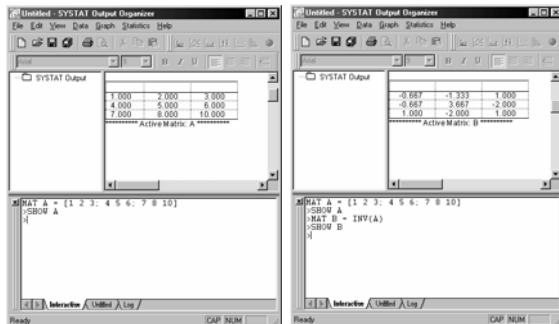 Untitled - SYSTAT Output Organizer
File Edit View Data Graph Statistics Help
Arial
B I U
SYSTAT Output
1.000 2.000 3.000
4.000 5.000 6.000
7.000 8.000 10.000
********** Active Matrix: A **********
MAT A = [1 2 3; 4 5 6; 7 8 10]
>SHOW A
>
Interactive Untitled Log
Ready CAP NUM
Untitled - SYSTAT Output Organizer
File Edit View Data Graph Statistics Help
Arial
B I U
SYSTAT Output
-0.667 -1.333 1.000
-0.667 3.667 -2.000
1.000 -2.000 1.000
********** Active Matrix: B **********
MAT A = [1 2 3; 4 5 6; 7 8 10]
>SHOW A
>MAT B = INV(A)
>SHOW B
>
Interactive Untitled Log
Ready CAP NUM